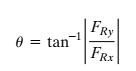 θ = tan⁻¹ |F_Ry / F_Rx|